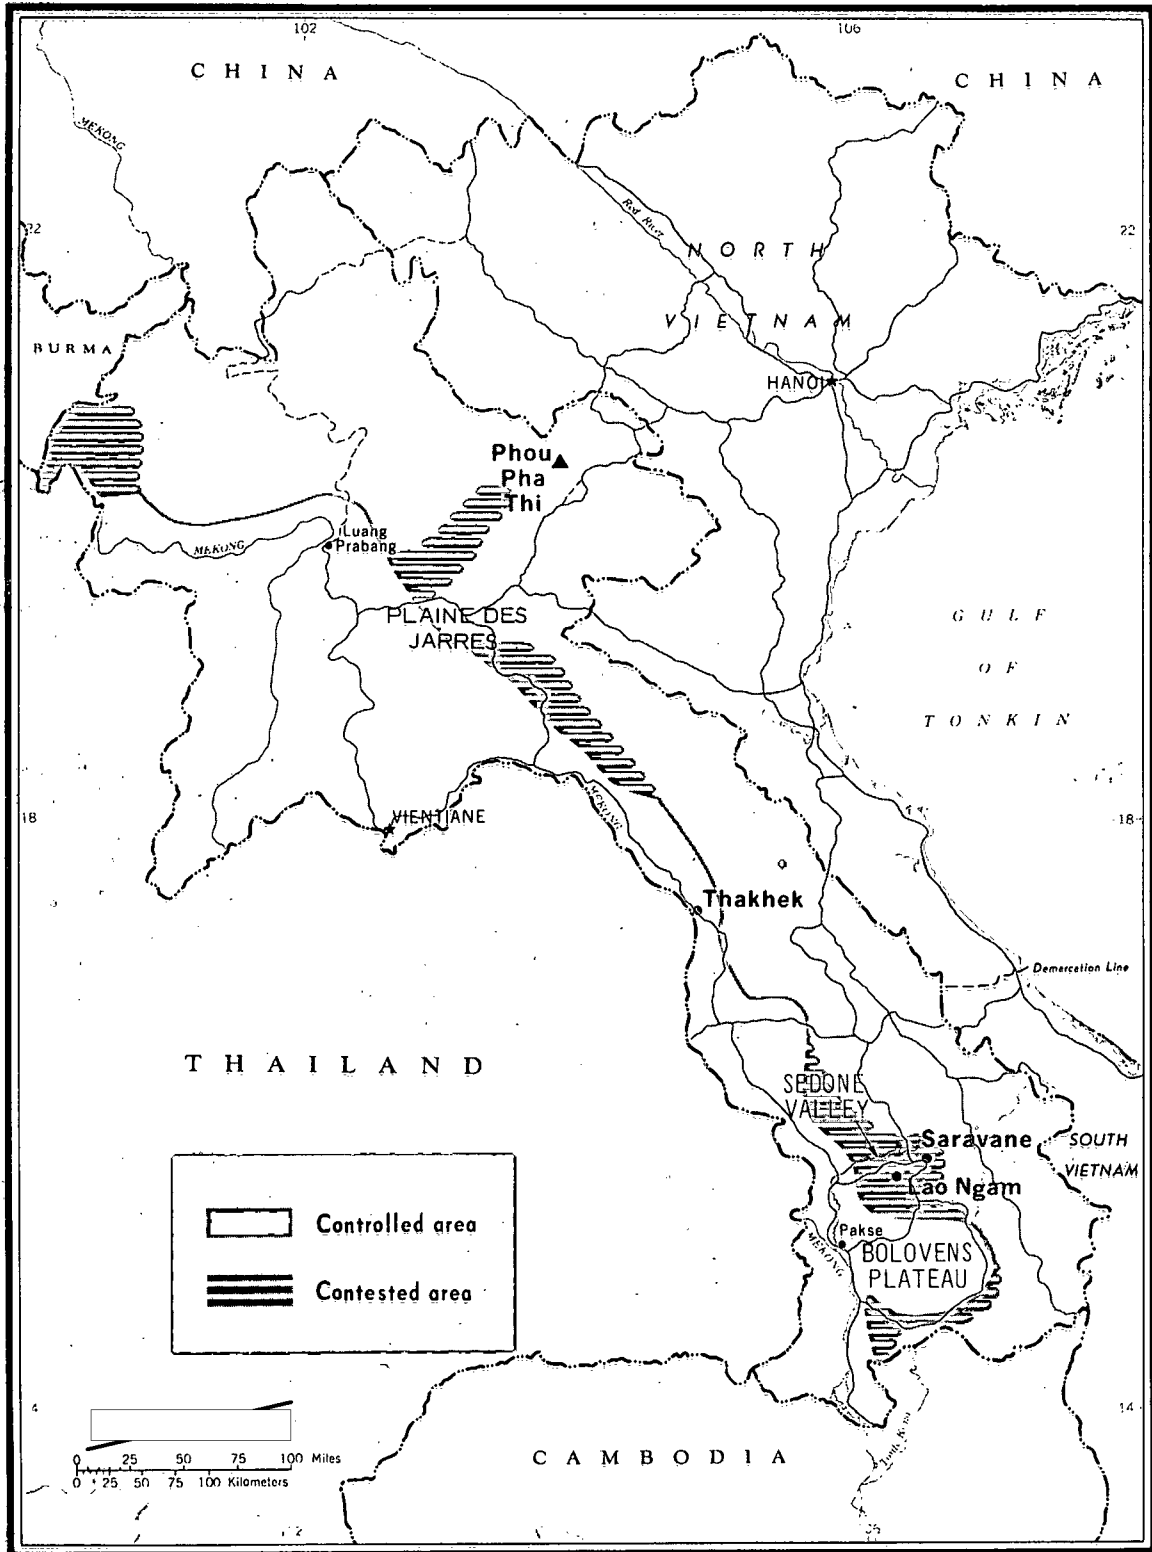 102
106
CHINA
CHINA
MEKONG
Red River
22
22
NORTH
VIETNAM
BURMA
HANOI
Phou
Pha
Thi
Luang
Prabang
MEKONG
PLAINE DES
JARRES
GULF
OF
TONKIN
18
VIENTIANE
MEKONG
18
Thakhek
Demarcation Line
THAILAND
SEDONE
VALLEY
Saravane
SOUTH
VIETNAM
Lao Ngam
Pakse
MEKONG
BOLOVENS
PLATEAU
Controlled area
Contested area
4
14
0 25 50 75 100 Miles
0 25 50 75 100 Kilometers
CAMBODIA